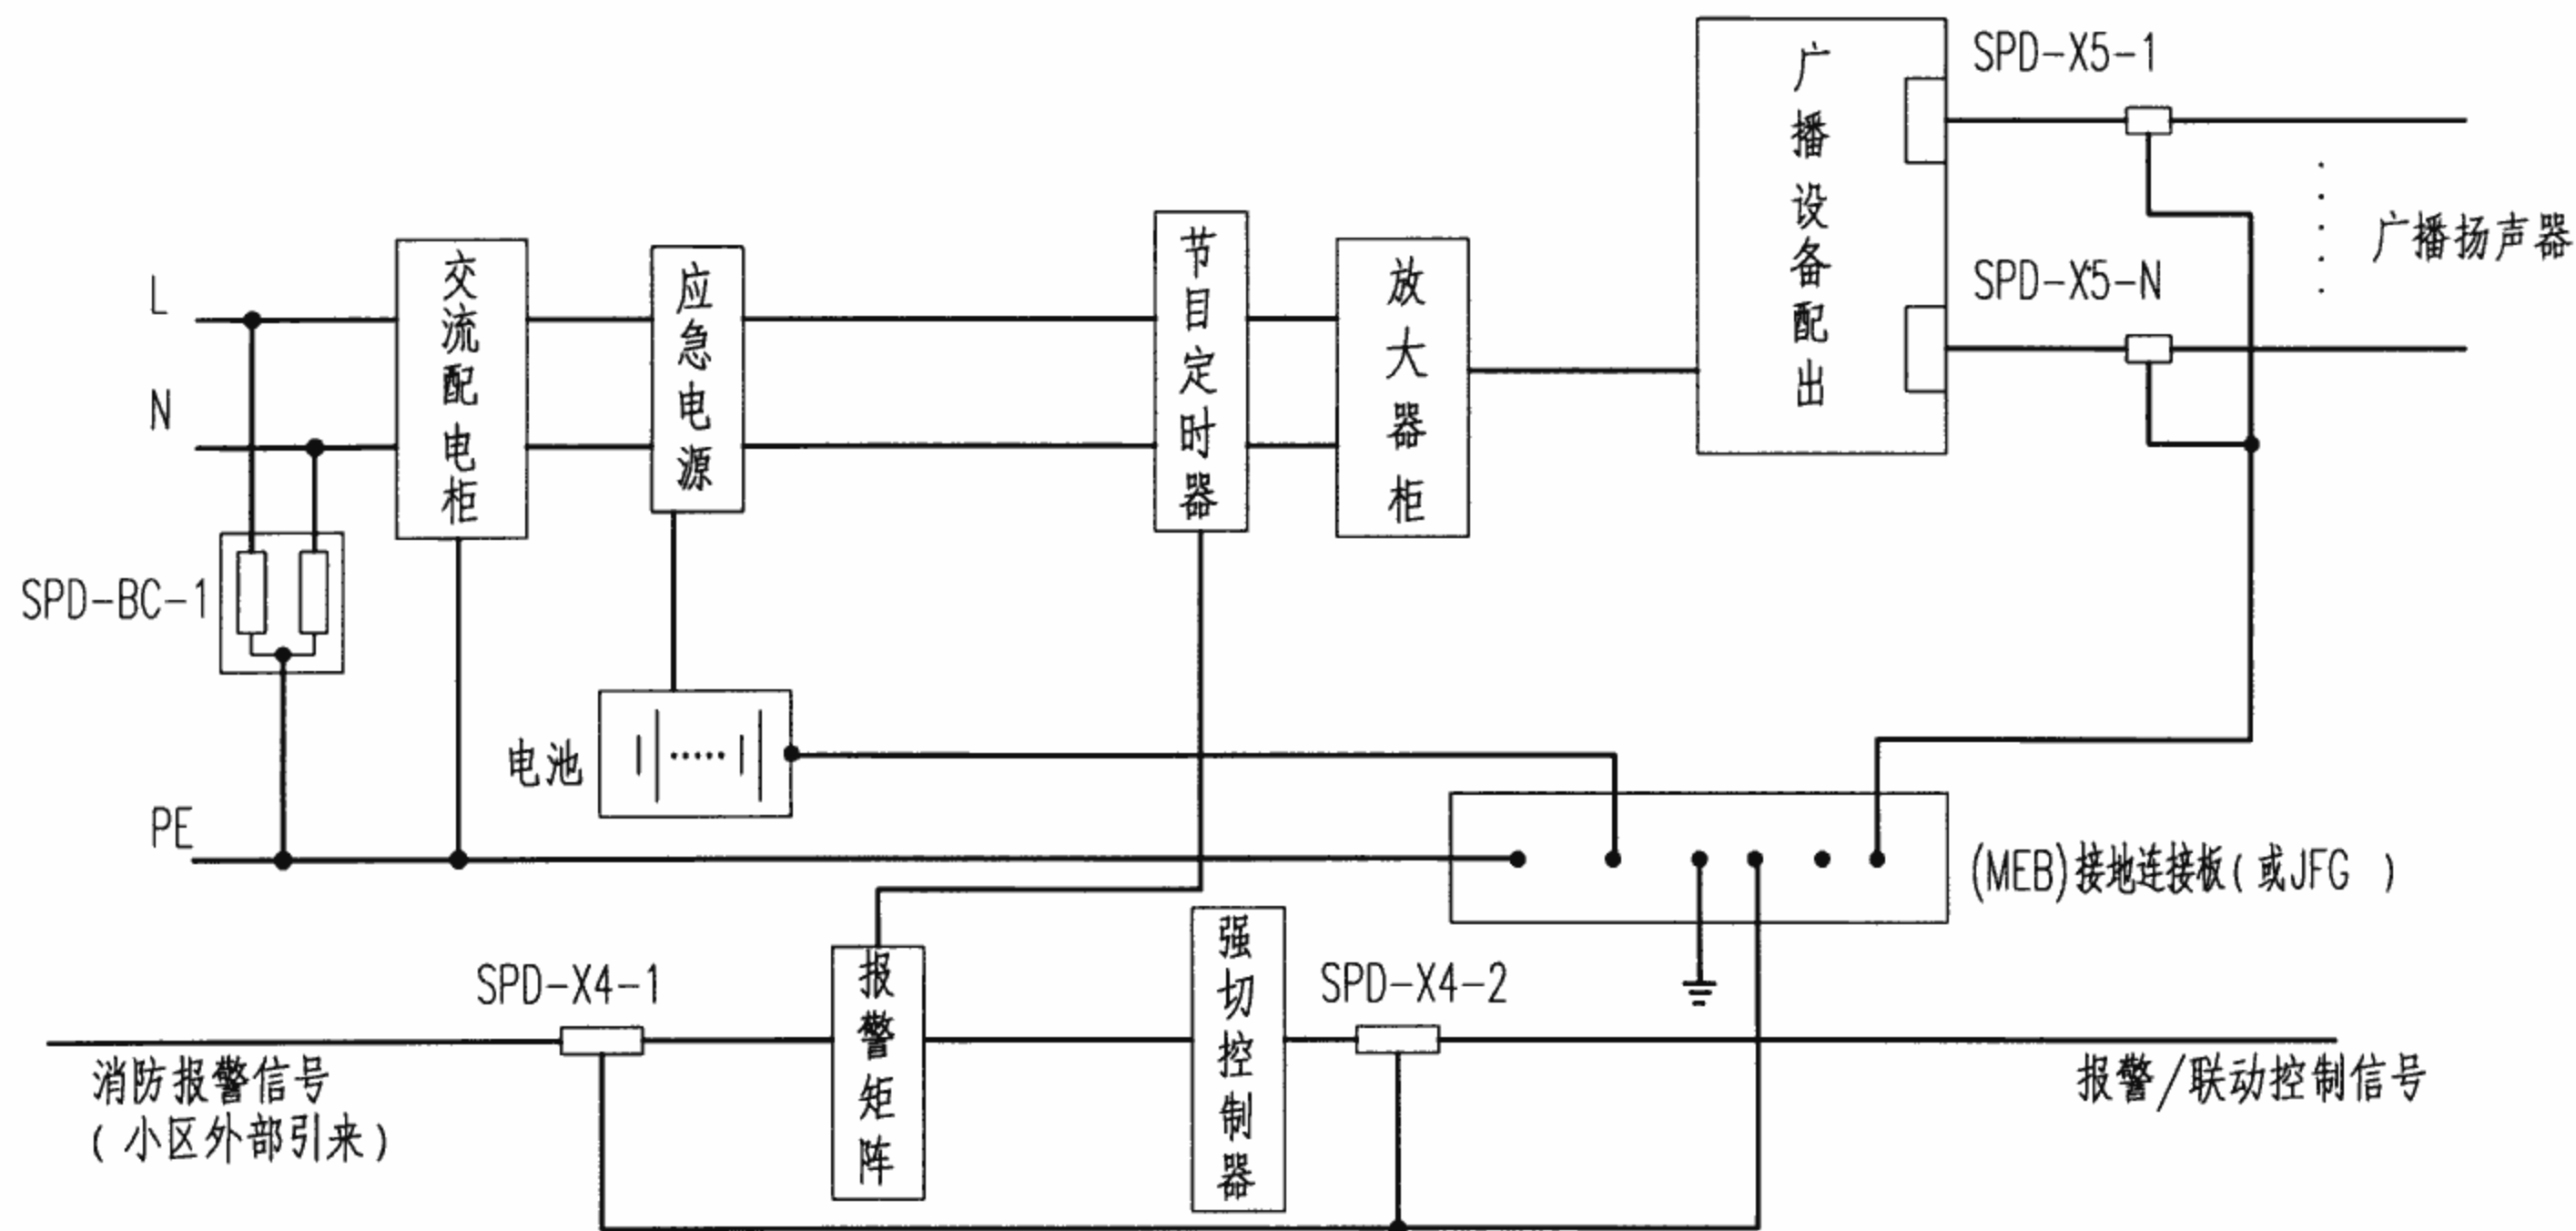 SPD-X5-1
广播设备配出
SPD-X5-N
广播扬声器
L
N
交流配电柜
应急电源
节目定时器
放大器柜
SPD-BC-1
电池
PE
(MEB)接地连接板(或JFG )
SPD-X4-1
报警矩阵
强切控制器
SPD-X4-2
消防报警信号
(小区外部引来)
报警/联动控制信号